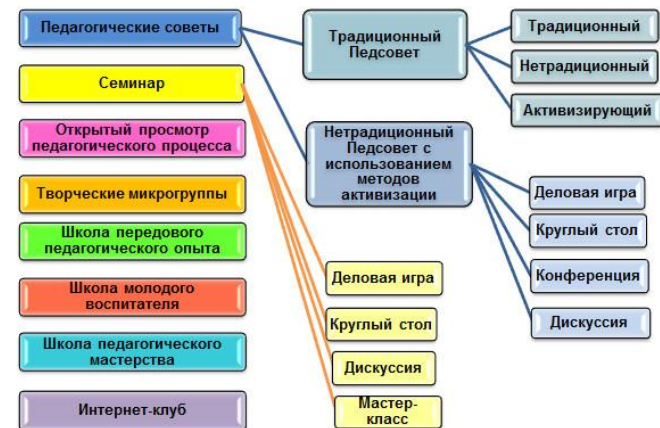 Педагогические советы
Семинар
Открытый просмотр
педагогического процесса
Творческие микрогруппы
Школа передового
педагогического опыта
Школа молодого
воспитателя
Школа педагогического
мастерства
Интернет-клуб
Традиционный
Педсовет
Нетрадиционный
Педсовет с
использованием
методов
активизации
Деловая игра
Круглый стол
Дискуссия
Мастер-
класс
Традиционный
Нетрадиционный
Активизирующий
Деловая игра
Круглый стол
Конференция
Дискуссия